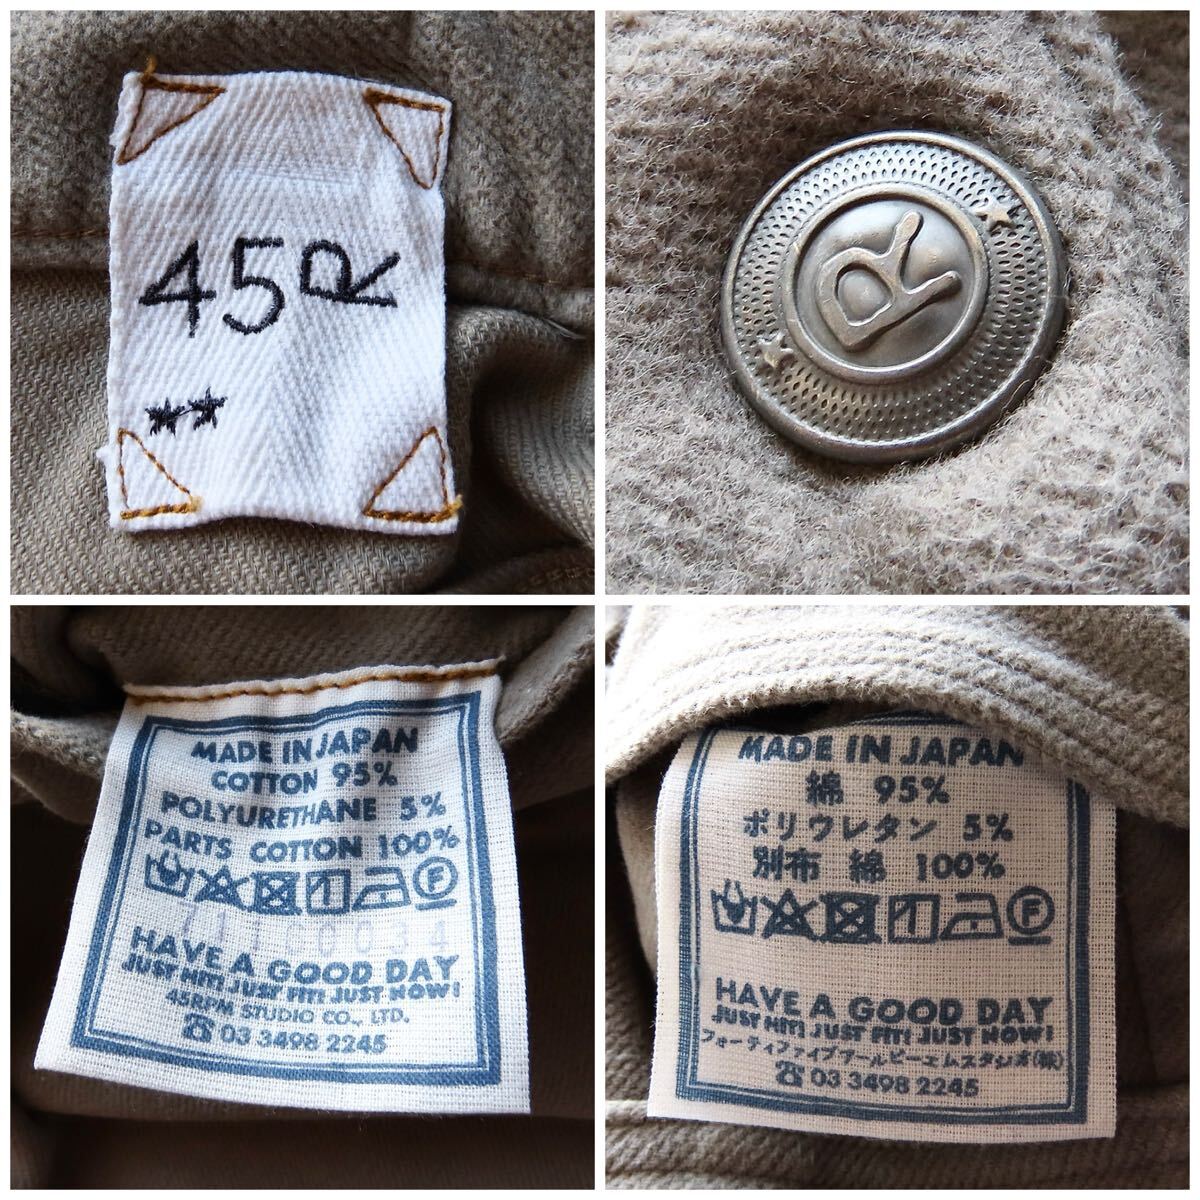 45R
R
MADE IN JAPAN
COTTON 95%
POLYURETHANE 5%
PARTS COTTON 100%
F
HAVE A GOOD DAY
JUST HIT! JUST FIT! JUST NOW!
45RPM STUDIO CO., LTD.
☎ 03 3498 2245
MADE IN JAPAN
綿 95%
ポリウレタン 5%
別布 綿 100%
F
HAVE A GOOD DAY
JUST HIT! JUST FIT! JUST NOW!
フォーティファイブアールピーエムスタジオ(株)
☎ 03 3498 2245